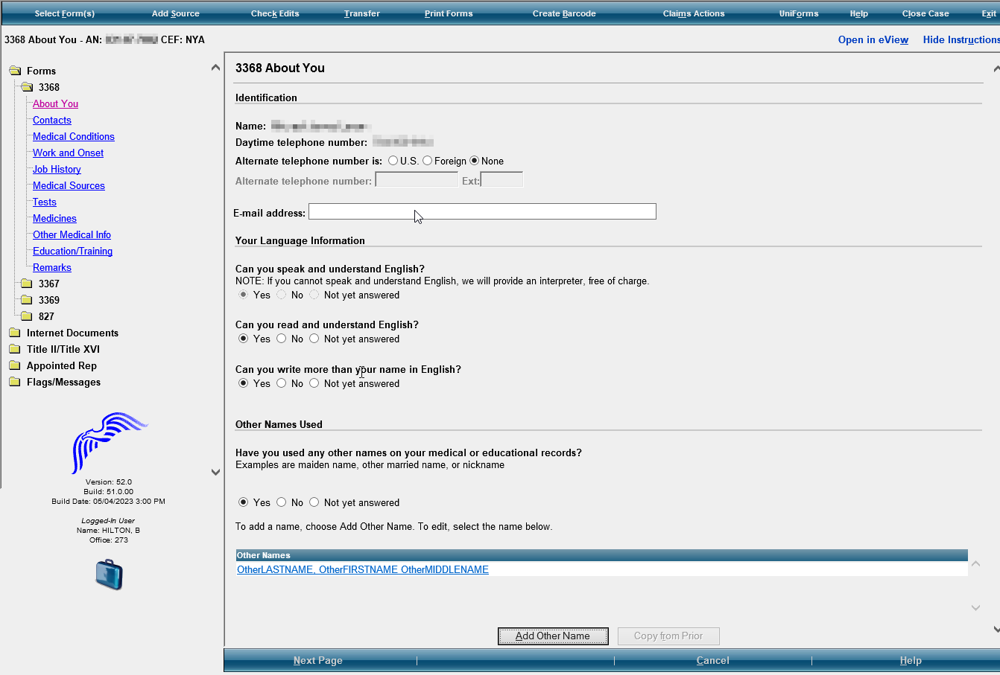 Select Form(s) Add Source Check Edits Transfer Print Forms Create Barcode Claims Actions UniForms Help Close Case Exit
3368 About You - AN: CEF: NYA
Open in eView Hide Instructions
Forms
3368
About You
Contacts
Medical Conditions
Work and Onset
Job History
Medical Sources
Tests
Medicines
Other Medical Info
Education/Training
Remarks
3367
3369
827
Internet Documents
Title II/Title XVI
Appointed Rep
Flags/Messages
Version: 52.0
Build: 51.0.00
Build Date: 05/04/2023 3:00 PM
Logged-In User
Name: HILTON, B
Office: 273
3368 About You
Identification
Name:
Daytime telephone number:
Alternate telephone number is: U.S. Foreign None
Alternate telephone number: Ext:
E-mail address:
Your Language Information
Can you speak and understand English?
NOTE: If you cannot speak and understand English, we will provide an interpreter, free of charge.
Yes No Not yet answered
Can you read and understand English?
Yes No Not yet answered
Can you write more than your name in English?
Yes No Not yet answered
Other Names Used
Have you used any other names on your medical or educational records?
Examples are maiden name, other married name, or nickname
Yes No Not yet answered
To add a name, choose Add Other Name. To edit, select the name below.
Other Names
OtherLASTNAME, OtherFIRSTNAME OtherMIDDLENAME
Add Other Name Copy from Prior
Next Page Cancel Help